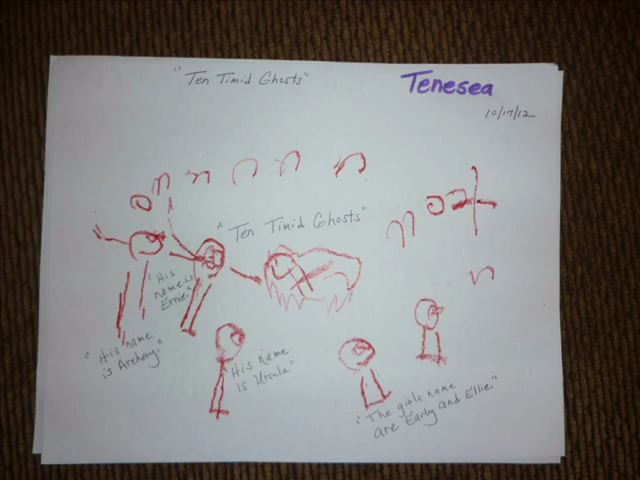 "Ten Timid Ghosts"
Tenesea
10/17/12
"Ten Timid Ghosts"
"His
name is
Ernie."
"His name
is Archery."
"His name
is Ursula"
"The girls name
are Early and Ellie."